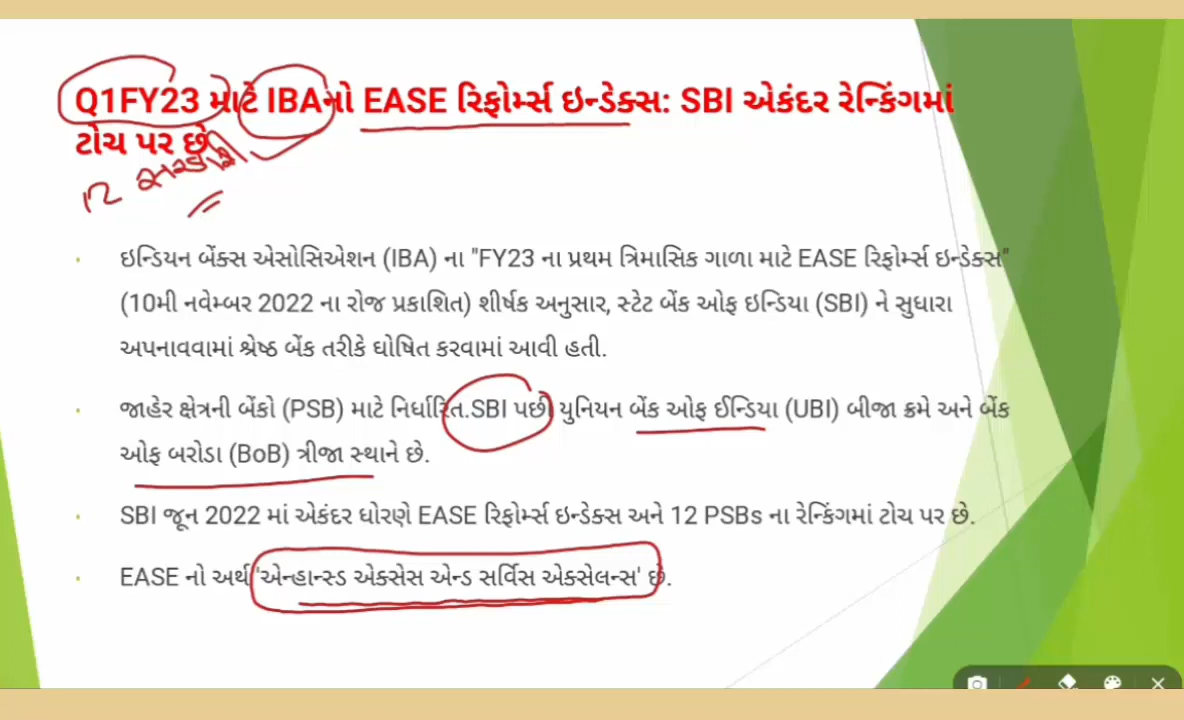 Q1FY23 માટે IBAનો EASE રિફોર્મ્સ ઇન્ડેક્સ: SBI એકંદર રેન્કિંગમાં
ટોચ પર છે
12 સરકારી
ઇન્ડિયન બેંક્સ એસોસિએશન (IBA) ના "FY23 ના પ્રથમ ત્રિમાસિક ગાળા માટે EASE રિફોર્મ્સ ઇન્ડેક્સ"
(10મી નવેમ્બર 2022 ના રોજ પ્રકાશિત) શીર્ષક અનુસાર, સ્ટેટ બેંક ઓફ ઇન્ડિયા (SBI) ને સુધારા
અપનાવવામાં શ્રેષ્ઠ બેંક તરીકે ઘોષિત કરવામાં આવી હતી.
જાહેર ક્ષેત્રની બેંકો (PSB) માટે નિર્ધારિત.SBI પછી યુનિયન બેંક ઓફ ઈન્ડિયા (UBI) બીજા ક્રમે અને બેંક
ઓફ બરોડા (BoB) ત્રીજા સ્થાને છે.
SBI જૂન 2022 માં એકંદર ધોરણે EASE રિફોર્મ્સ ઇન્ડેક્સ અને 12 PSBs ના રેન્કિંગમાં ટોચ પર છે.
EASE નો અર્થ 'એન્હાન્સ્ડ એક્સેસ એન્ડ સર્વિસ એક્સેલન્સ' છે.